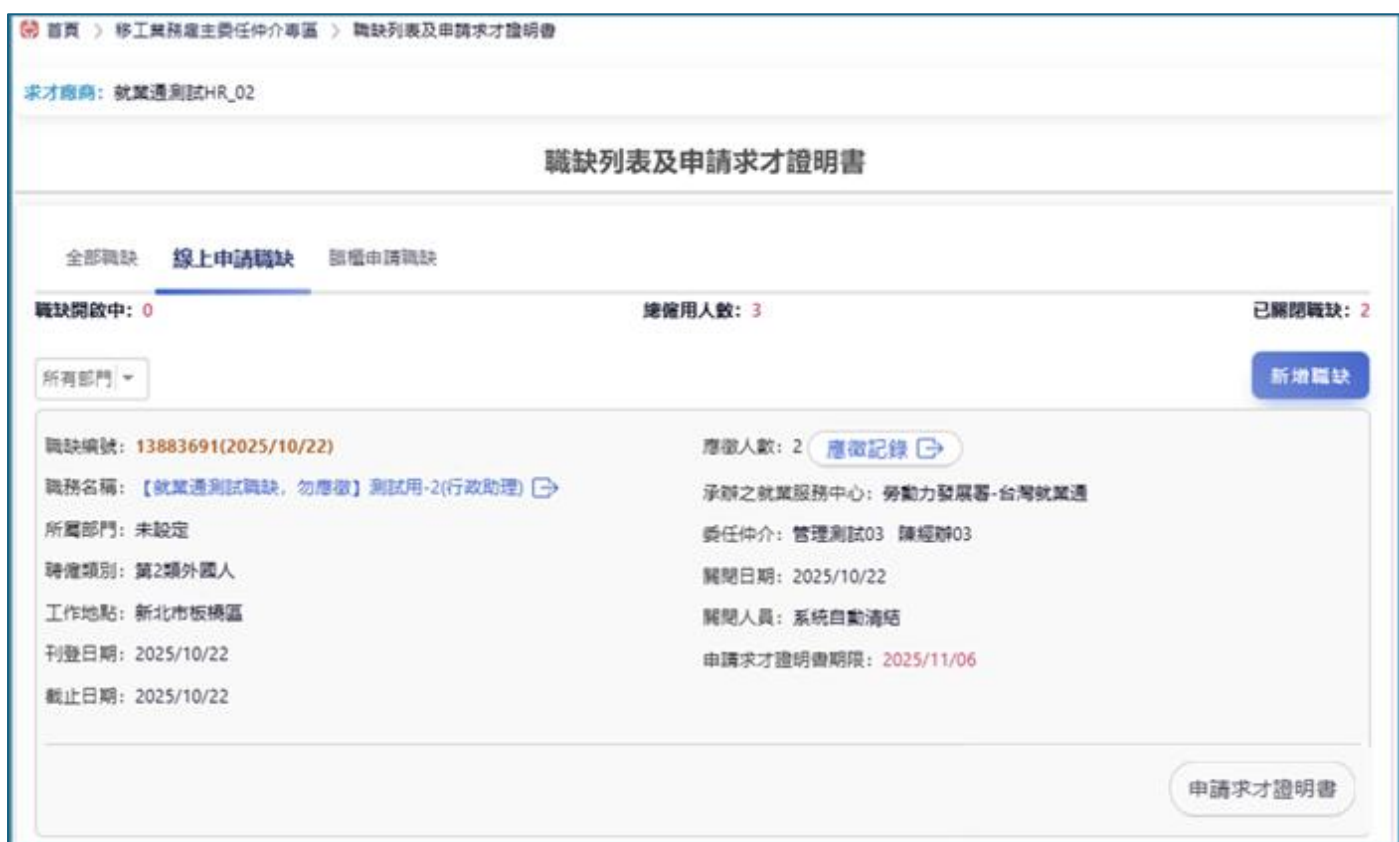 首頁 > 移工業務雇主委任仲介專區 > 職缺列表及申請求才證明書
求才廠商：就業通測試HR_02
職缺列表及申請求才證明書
全部職缺 線上申請職缺 臨櫃申請職缺
職缺開啟中：0 總僱用人數：3 已關閉職缺：2
所有部門
新增職缺
職缺編號：13883691(2025/10/22)
應徵人數：2 應徵記錄
職務名稱：【就業通測試職缺，勿應徵】測試用-2(行政助理)
承辦之就業服務中心：勞動力發展署-台灣就業通
所屬部門：未設定
委任仲介：管理測試03 陳經辦03
聘僱類別：第2類外國人
關閉日期：2025/10/22
工作地點：新北市板橋區
關閉人員：系統自動清結
刊登日期：2025/10/22
申請求才證明書期限：2025/11/06
截止日期：2025/10/22
申請求才證明書